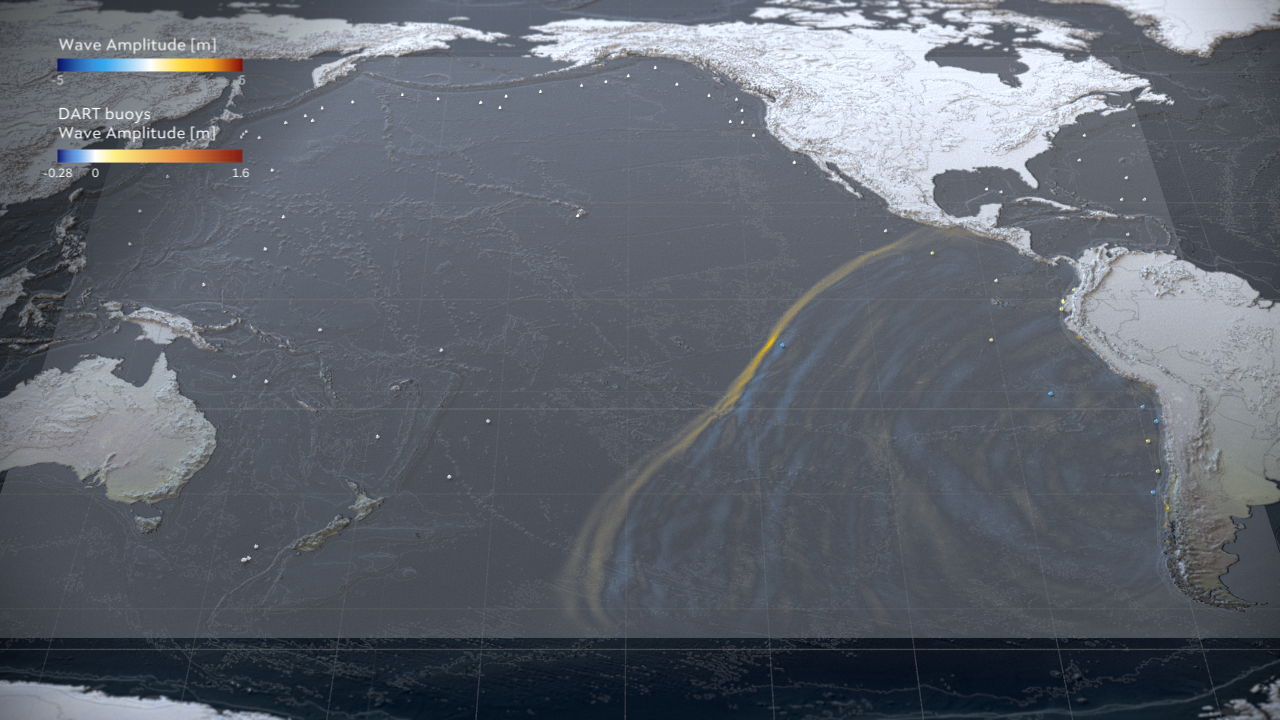 Wave Amplitude [m]
-5 5
DART buoys
Wave Amplitude [m]
-0.28 0 1.6